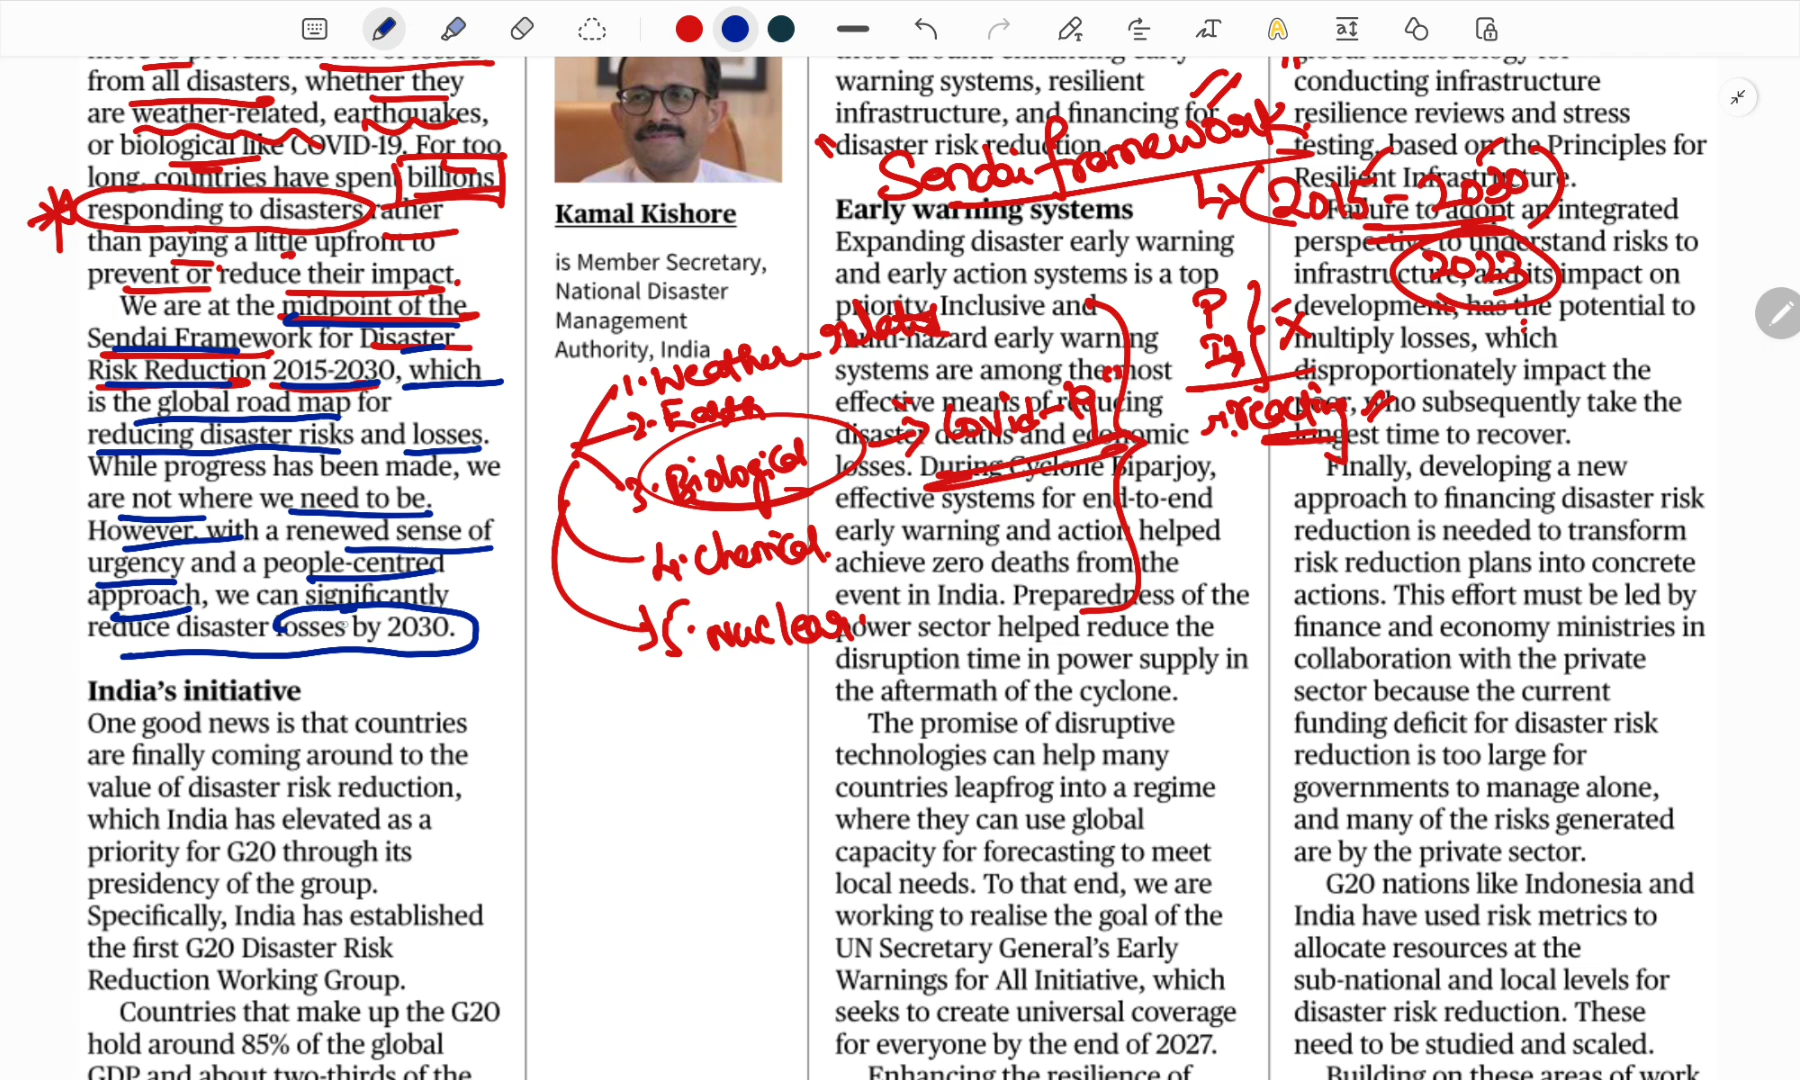 from all disasters, whether they
are weather-related, earthquakes,
or biological like COVID-19. For too
long, countries have spent billions
responding to disasters rather
than paying a little upfront to
prevent or reduce their impact.
We are at the midpoint of the
Sendai Framework for Disaster
Risk Reduction 2015-2030, which
is the global road map for
reducing disaster risks and losses.
While progress has been made, we
are not where we need to be.
However, with a renewed sense of
urgency and a people-centred
approach, we can significantly
reduce disaster losses by 2030.
India's initiative
One good news is that countries
are finally coming around to the
value of disaster risk reduction,
which India has elevated as a
priority for G20 through its
presidency of the group.
Specifically, India has established
the first G20 Disaster Risk
Reduction Working Group.
Countries that make up the G20
hold around 85% of the global
GDP and about two-thirds of the
Kamal Kishore
is Member Secretary,
National Disaster
Management
Authority, India
1. Weather-related
2. Earth
3. Biological
Covid-19
4. Chemical
5. nuclear
warning systems, resilient
infrastructure, and financing for
disaster risk reduction.
Sendai framework
2015 - 2030
2023
Early warning systems
Expanding disaster early warning
and early action systems is a top
priority. Inclusive and
multi-hazard early warning
systems are among the most
effective means of reducing
disaster deaths and economic
losses. During Cyclone Biparjoy,
effective systems for end-to-end
early warning and action helped
achieve zero deaths from the
event in India. Preparedness of the
power sector helped reduce the
disruption time in power supply in
the aftermath of the cyclone.
The promise of disruptive
technologies can help many
countries leapfrog into a regime
where they can use global
capacity for forecasting to meet
local needs. To that end, we are
working to realise the goal of the
UN Secretary General's Early
Warnings for All Initiative, which
seeks to create universal coverage
for everyone by the end of 2027.
Enhancing the resilience of
P
reacting
global methodology for
conducting infrastructure
resilience reviews and stress
testing, based on the Principles for
Resilient Infrastructure.
Failure to adopt an integrated
perspective to understand risks to
infrastructure, and its impact on
development, has the potential to
multiply losses, which
disproportionately impact the
poor, who subsequently take the
longest time to recover.
Finally, developing a new
approach to financing disaster risk
reduction is needed to transform
risk reduction plans into concrete
actions. This effort must be led by
finance and economy ministries in
collaboration with the private
sector because the current
funding deficit for disaster risk
reduction is too large for
governments to manage alone,
and many of the risks generated
are by the private sector.
G20 nations like Indonesia and
India have used risk metrics to
allocate resources at the
sub-national and local levels for
disaster risk reduction. These
need to be studied and scaled.
Building on these areas of work,